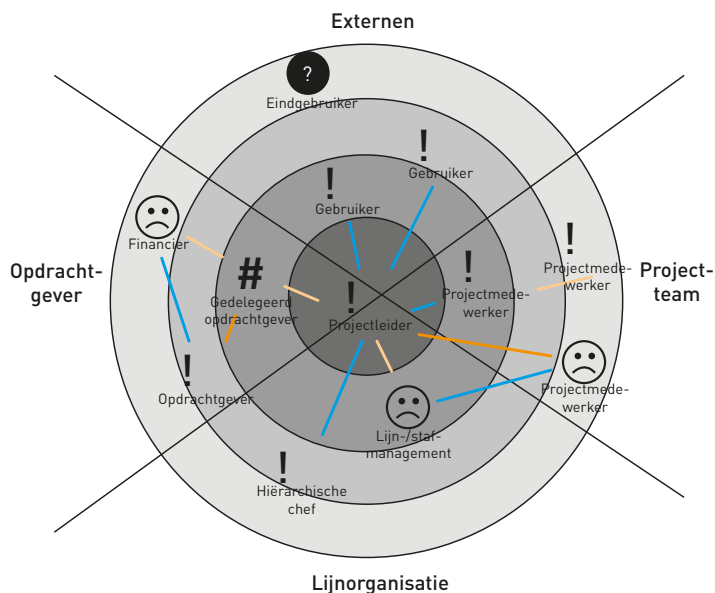 Externen
?
Eindgebruiker
!
Gebruiker
!
Gebruiker
Financier
#
Gedelegeerd
opdrachtgever
!
Projectleider
!
Projectmede-
werker
!
Projectmede-
werker
Opdracht-
gever
Project-
team
!
Opdrachtgever
Projectmede-
werker
Lijn-/staf-
management
!
Hiërarchische
chef
Lijnorganisatie